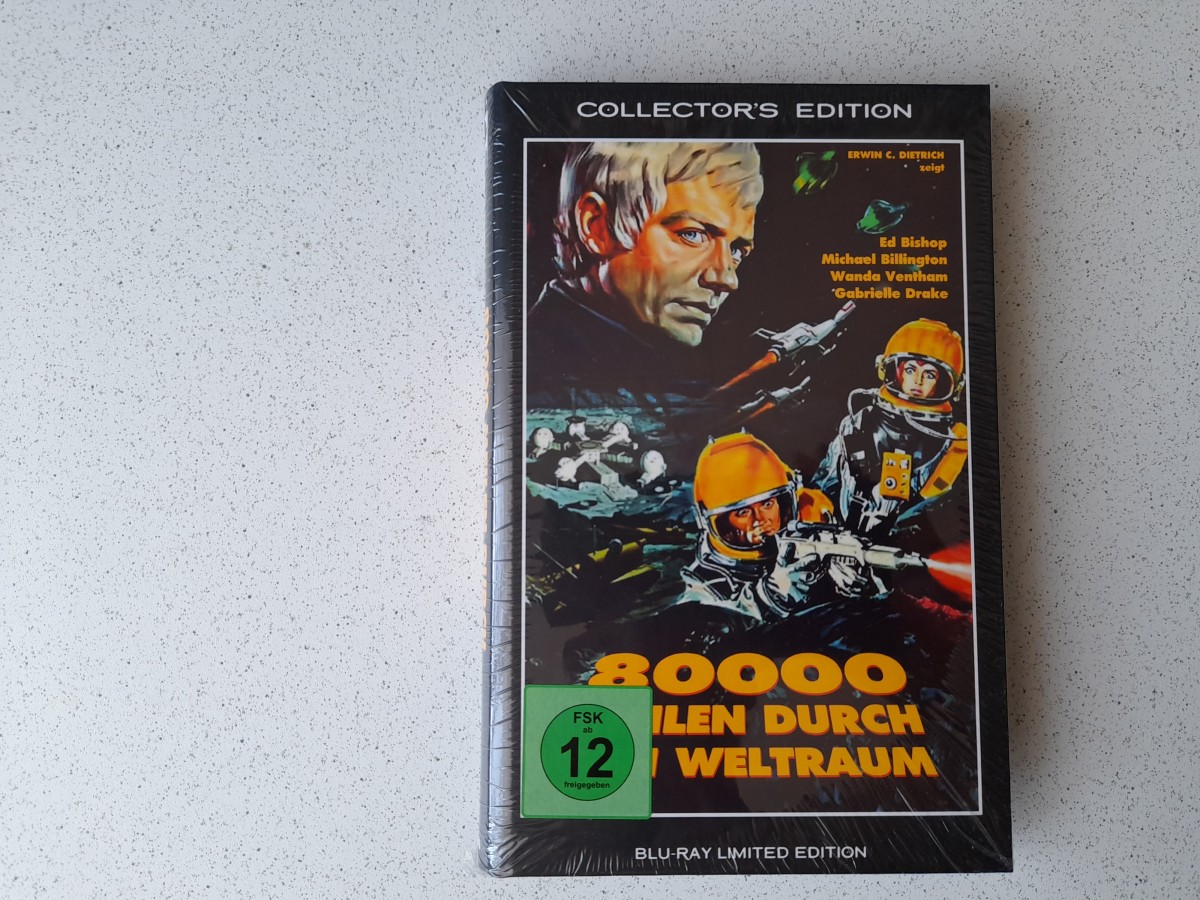 COLLECTOR'S EDITION
ERWIN C. DIETRICH
zeigt
Ed Bishop
Michael Billington
Wanda Ventham
Gabrielle Drake
80000
ILEN DURCH
WELTRAUM
FSK
ab
12
freigegeben
BLU-RAY LIMITED EDITION